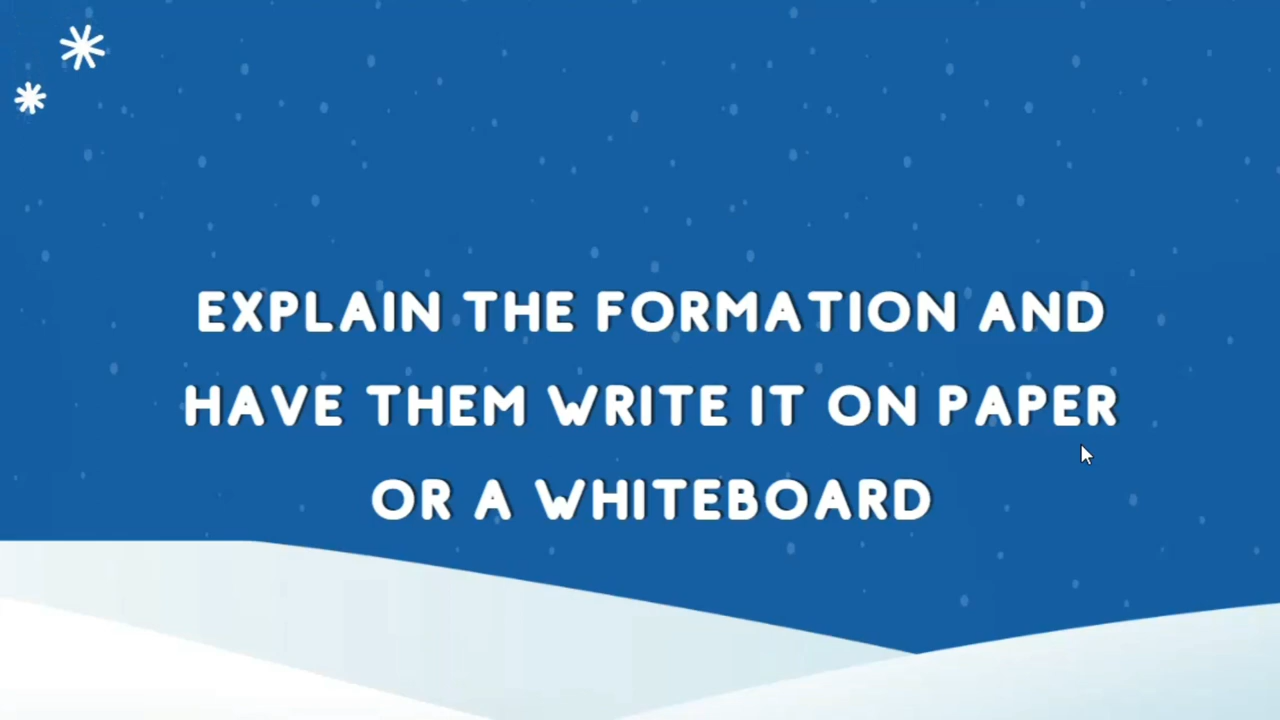 EXPLAIN THE FORMATION AND
HAVE THEM WRITE IT ON PAPER
OR A WHITEBOARD